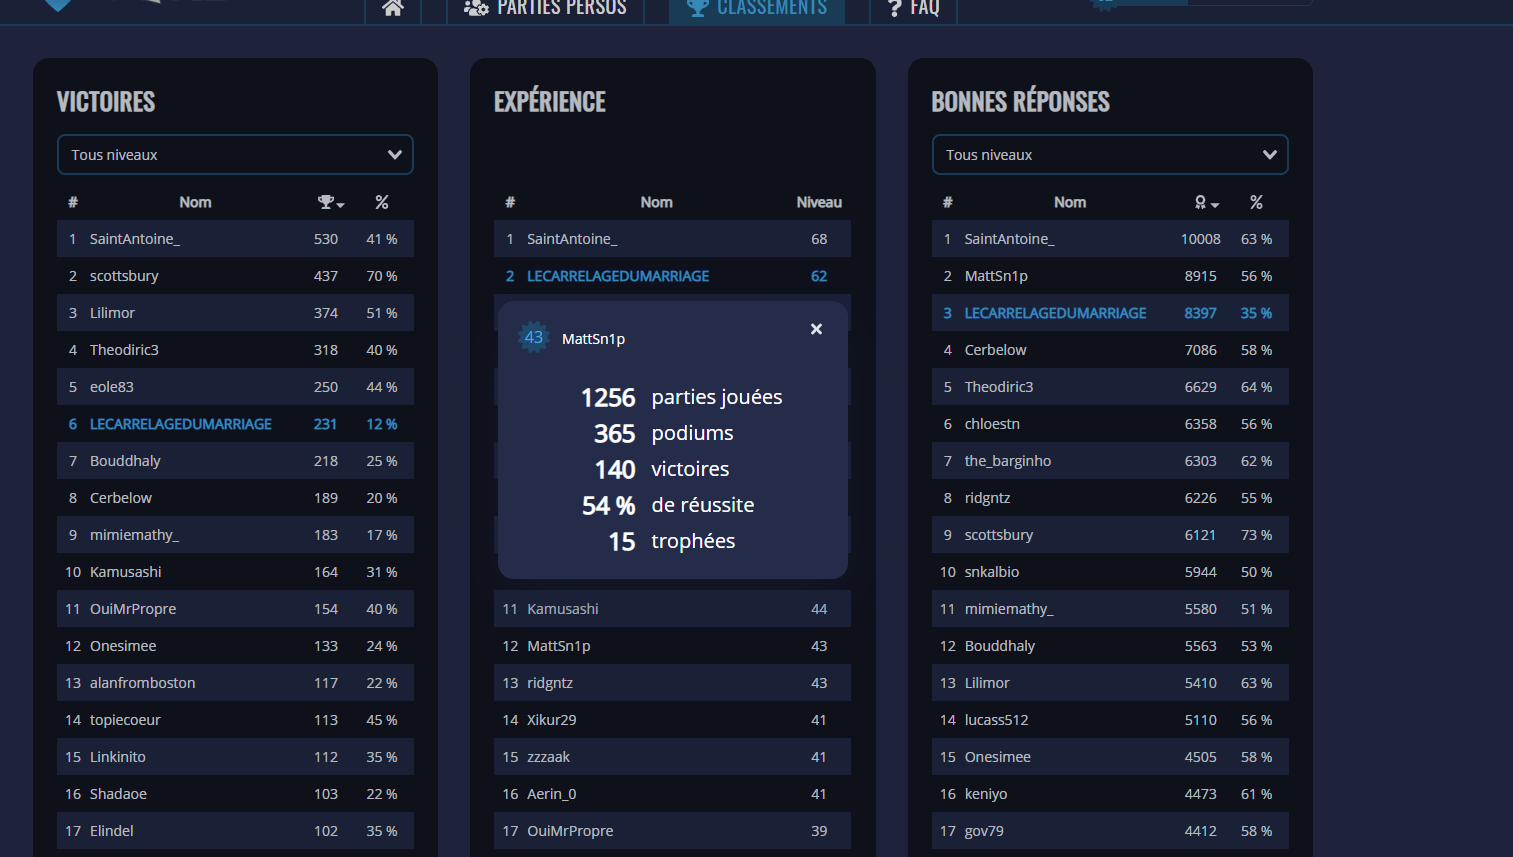 PARTIES PERSOS
CLASSEMENTS
? FAQ
VICTOIRES
Tous niveaux
# Nom %
1 SaintAntoine_ 530 41 %
2 scottsbury 437 70 %
3 Lilimor 374 51 %
4 Theodiric3 318 40 %
5 eole83 250 44 %
6 LECARRELAGEDUMARRIAGE 231 12 %
7 Bouddhaly 218 25 %
8 Cerbelow 189 20 %
9 mimiemathy_ 183 17 %
10 Kamusashi 164 31 %
11 OuiMrPropre 154 40 %
12 Onesimee 133 24 %
13 alanfromboston 117 22 %
14 topiecoeur 113 45 %
15 Linkinito 112 35 %
16 Shadaoe 103 22 %
17 Elindel 102 35 %
EXPÉRIENCE
# Nom Niveau
1 SaintAntoine_ 68
2 LECARRELAGEDUMARRIAGE 62
43 MattSn1p
1256 parties jouées
365 podiums
140 victoires
54 % de réussite
15 trophées
11 Kamusashi 44
12 MattSn1p 43
13 ridgntz 43
14 Xikur29 41
15 zzzaak 41
16 Aerin_0 41
17 OuiMrPropre 39
BONNES RÉPONSES
Tous niveaux
# Nom %
1 SaintAntoine_ 10008 63 %
2 MattSn1p 8915 56 %
3 LECARRELAGEDUMARRIAGE 8397 35 %
4 Cerbelow 7086 58 %
5 Theodiric3 6629 64 %
6 chloestn 6358 56 %
7 the_barginho 6303 62 %
8 ridgntz 6226 55 %
9 scottsbury 6121 73 %
10 snkalbio 5944 50 %
11 mimiemathy_ 5580 51 %
12 Bouddhaly 5563 53 %
13 Lilimor 5410 63 %
14 lucass512 5110 56 %
15 Onesimee 4505 58 %
16 keniyo 4473 61 %
17 gov79 4412 58 %